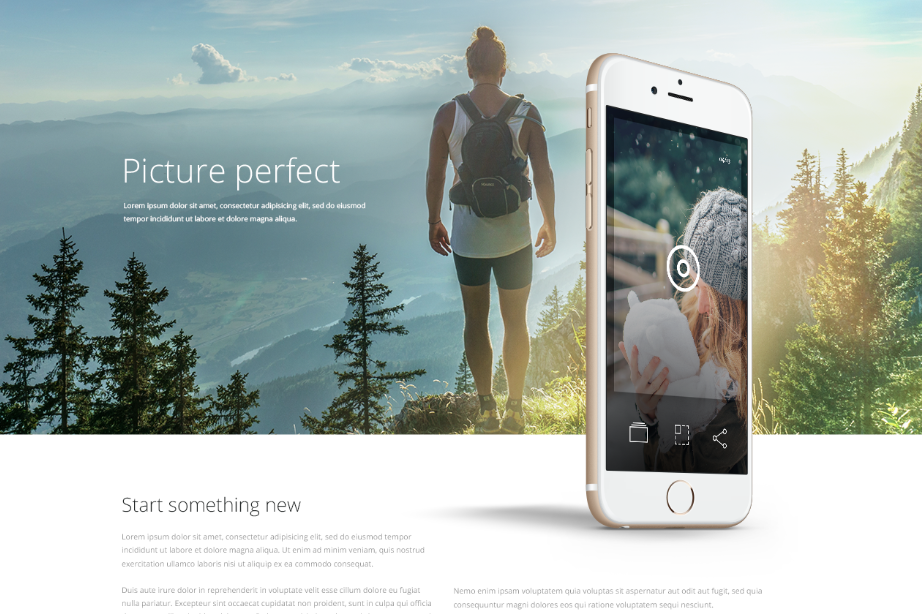 Picture perfect
Lorem ipsum dolor sit amet, consectetur adipisicing elit, sed do eiusmod
tempor incididunt ut labore et dolore magna aliqua.
Start something new
Lorem ipsum dolor sit amet, consectetur adipisicing elit, sed do eiusmod tempor
incididunt ut labore et dolore magna aliqua. Ut enim ad minim veniam, quis nostrud
exercitation ullamco laboris nisi ut aliquip ex ea commodo consequat.
Duis aute irure dolor in reprehenderit in voluptate velit esse cillum dolore eu fugiat
nulla pariatur. Excepteur sint occaecat cupidatat non proident, sunt in culpa qui officia
Nemo enim ipsam voluptatem quia voluptas sit aspernatur aut odit aut fugit, sed quia
consequuntur magni dolores eos qui ratione voluptatem sequi nesciunt.